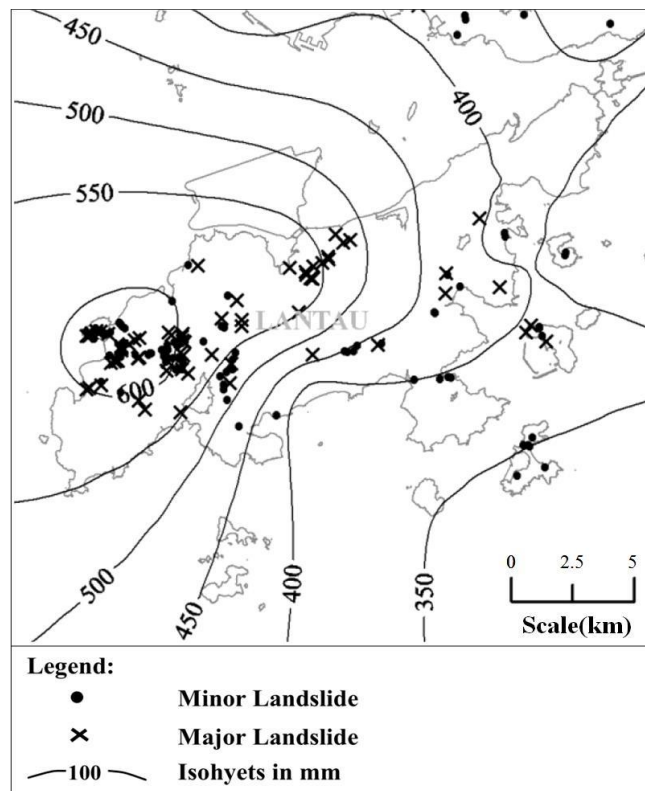 450
400
500
550
LANTAU
600
500
450
400
350
0 2.5 5
Scale(km)
Legend:
Minor Landslide
Major Landslide
100 Isohyets in mm